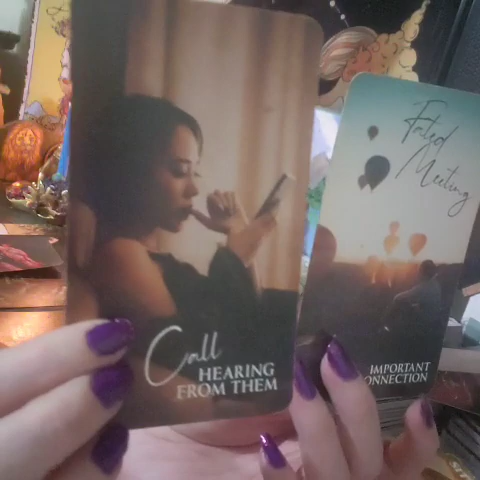 Call
HEARING
FROM THEM
Fated
Meeting
IMPORTANT
CONNECTION